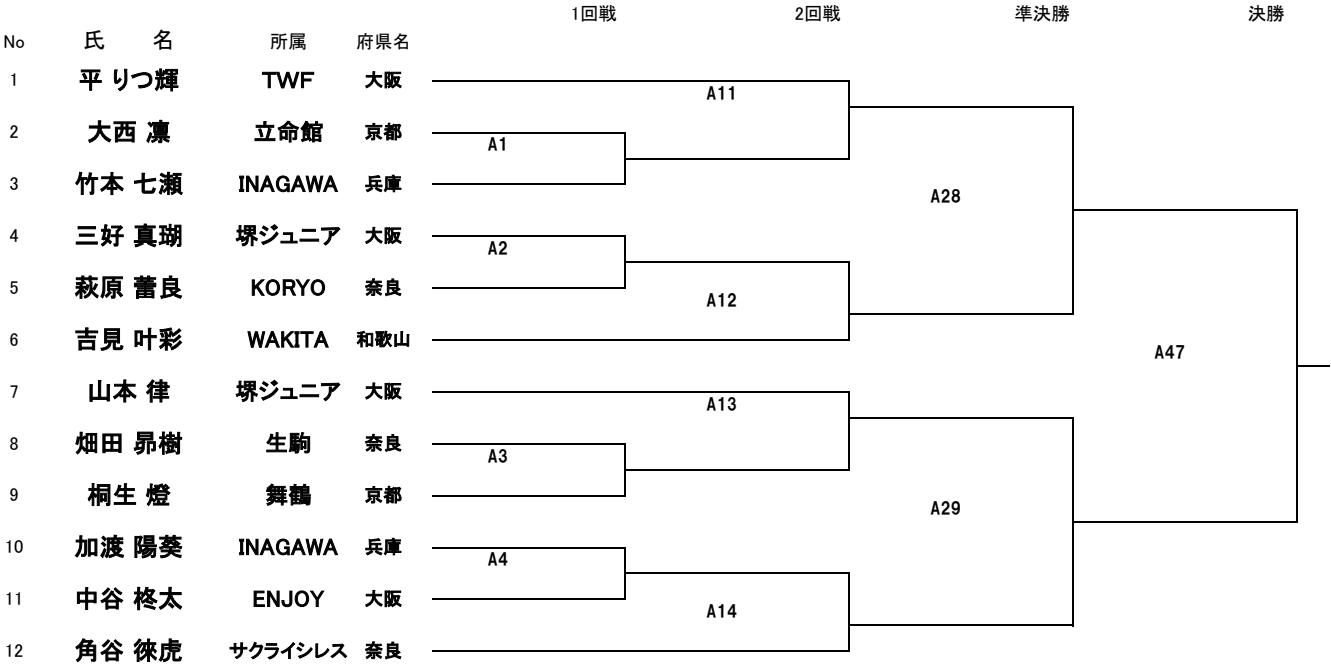 1回戦 2回戦 準決勝 決勝
No 氏 名 所属 府県名
1 平 りつ輝 TWF 大阪
A11
2 大西 凛 立命館 京都
A1
3 竹本 七瀬 INAGAWA 兵庫
A28
4 三好 真瑚 堺ジュニア 大阪
A2
5 萩原 蕾良 KORYO 奈良
A12
6 吉見 叶彩 WAKITA 和歌山
A47
7 山本 律 堺ジュニア 大阪
A13
8 畑田 昴樹 生駒 奈良
A3
9 桐生 燈 舞鶴 京都
A29
10 加渡 陽葵 INAGAWA 兵庫
A4
11 中谷 柊太 ENJOY 大阪
A14
12 角谷 徠虎 サクライシレス 奈良